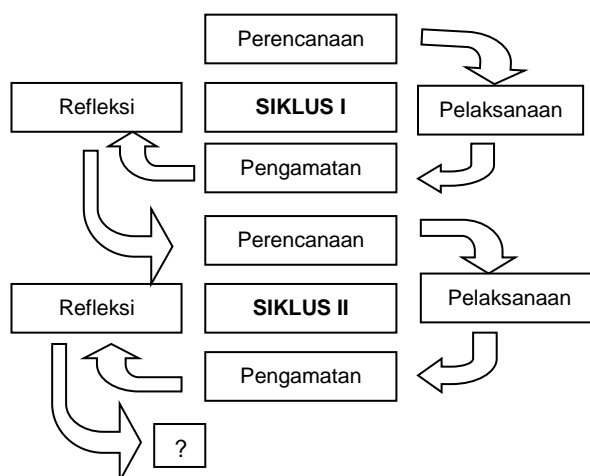 Perencanaan
Refleksi
SIKLUS I
Pelaksanaan
Pengamatan
Perencanaan
Refleksi
SIKLUS II
Pelaksanaan
Pengamatan
?